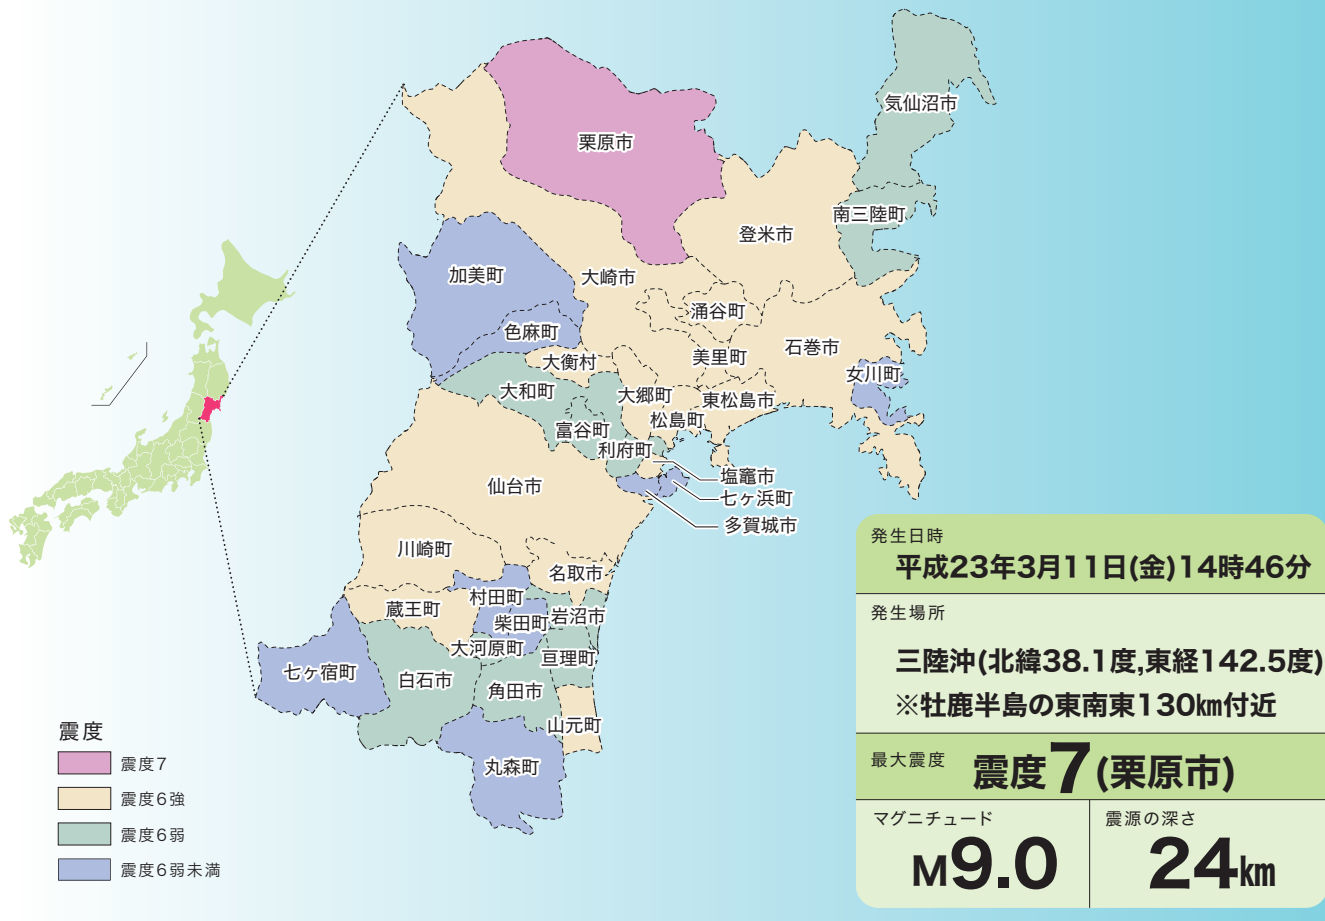 気仙沼市
栗原市
南三陸町
登米市
加美町
大崎市
涌谷町
色麻町
石巻市
美里町
大衡村
女川町
大和町
大郷町
東松島市
松島町
富谷町
利府町
塩竈市
仙台市
七ヶ浜町
多賀城市
川崎町
名取市
村田町
蔵王町
岩沼市
柴田町
大河原町
亘理町
七ヶ宿町
白石市
角田市
山元町
丸森町
震度
震度7
震度6強
震度6弱
震度6弱未満
発生日時
平成23年3月11日(金)14時46分
発生場所
三陸沖(北緯38.1度,東経142.5度)
※牡鹿半島の東南東130㎞付近
最大震度 震度7(栗原市)
マグニチュード
M9.0
震源の深さ
24㎞